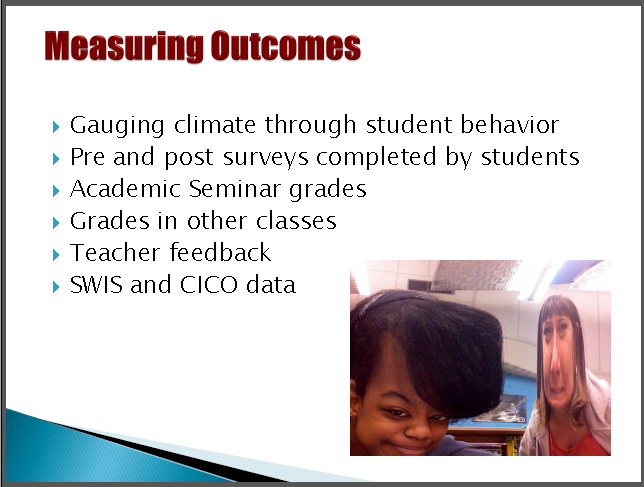 Measuring Outcomes
Gauging climate through student behavior
Pre and post surveys completed by students
Academic Seminar grades
Grades in other classes
Teacher feedback
SWIS and CICO data